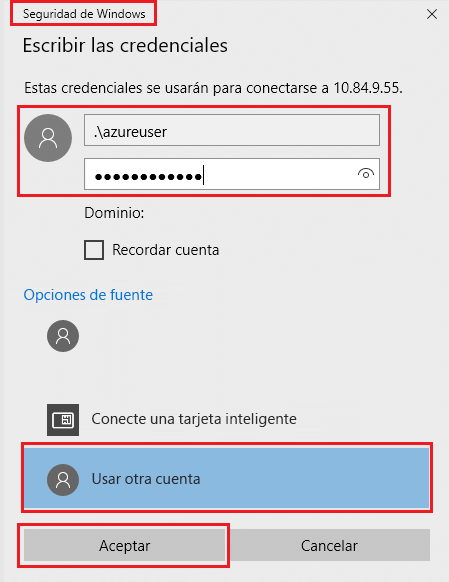 Seguridad de Windows
Escribir las credenciales
Estas credenciales se usarán para conectarse a 10.84.9.55.
.\azureuser
●●●●●●●●●●●●
Dominio:
Recordar cuenta
Opciones de fuente
Conecte una tarjeta inteligente
Usar otra cuenta
Aceptar
Cancelar